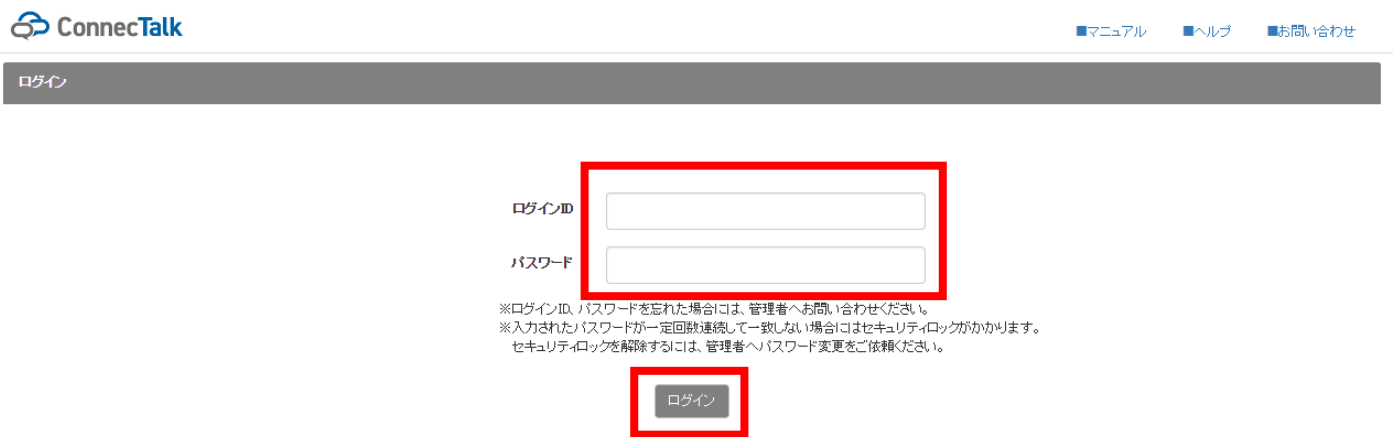 ConnecTalk
■マニュアル ■ヘルプ ■お問い合わせ
ログイン
ログインID
パスワード
※ログインID、パスワードを忘れた場合には、管理者へお問い合わせください。
※入力されたパスワードが一定回数連続して一致しない場合にはセキュリティロックがかかります。
セキュリティロックを解除するには、管理者へパスワード変更をご依頼ください。
ログイン